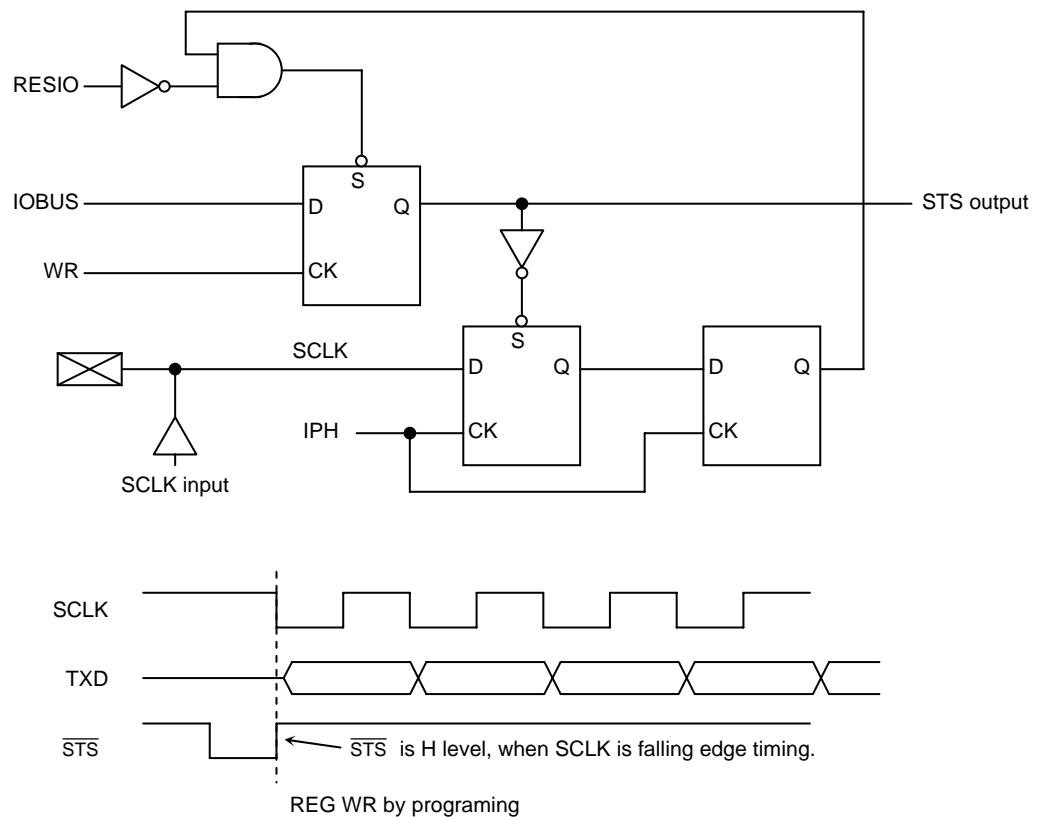 RESIO
S
IOBUS
D
Q
STS output
WR
CK
S
SCLK
D
Q
D
Q
IPH
CK
CK
SCLK input
SCLK
TXD
STS
STS is H level, when SCLK is falling edge timing.
REG WR by programing